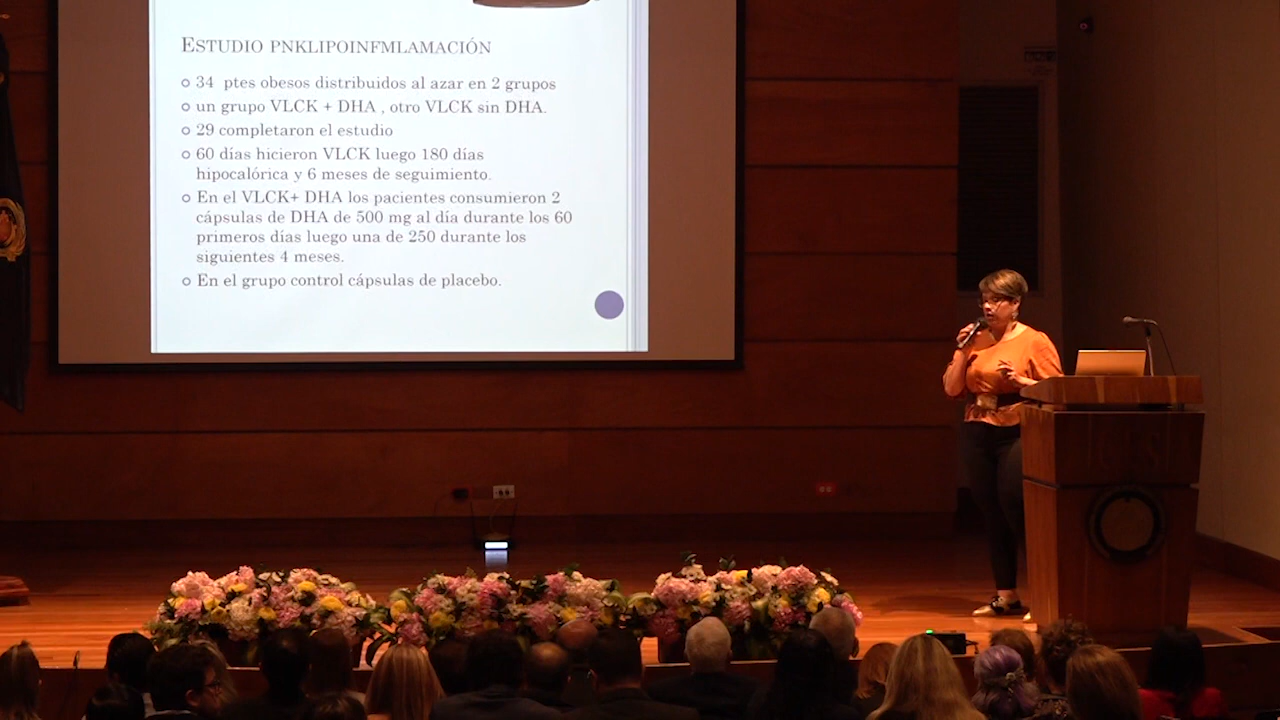 ESTUDIO PNKLIPOINFMLAMACIÓN
34 ptes obesos distribuidos al azar en 2 grupos
un grupo VLCK + DHA , otro VLCK sin DHA.
29 completaron el estudio
60 días hicieron VLCK luego 180 días
hipocalórica y 6 meses de seguimiento.
En el VLCK+ DHA los pacientes consumieron 2
cápsulas de DHA de 500 mg al día durante los 60
primeros días luego una de 250 durante los
siguientes 4 meses.
En el grupo control cápsulas de placebo.